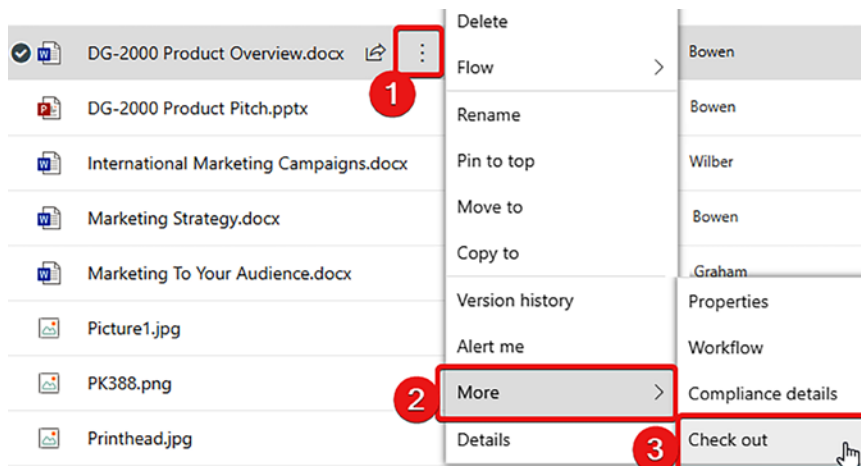 Delete
DG-2000 Product Overview.docx
1
Flow
Bowen
DG-2000 Product Pitch.pptx
Rename
Bowen
International Marketing Campaigns.docx
Pin to top
Wilber
Marketing Strategy.docx
Move to
Bowen
Copy to
Marketing To Your Audience.docx
Graham
Version history
Properties
Picture1.jpg
Alert me
Workflow
PK388.png
2
More
Compliance details
Printhead.jpg
Details
3
Check out